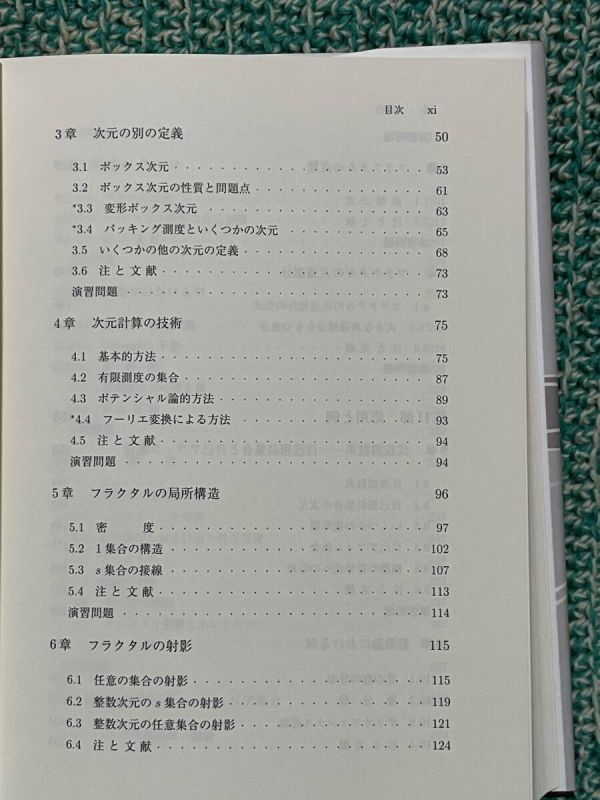 目次 xi
3章 次元の別の定義 50
3.1 ボックス次元 53
3.2 ボックス次元の性質と問題点 61
*3.3 変形ボックス次元 63
*3.4 パッキング測度といくつかの次元 65
3.5 いくつかの他の次元の定義 68
3.6 注と文献 73
演習問題 73
4章 次元計算の技術 75
4.1 基本的方法 75
4.2 有限測度の集合 87
4.3 ポテンシャル論的方法 89
*4.4 フーリエ変換による方法 93
4.5 注と文献 94
演習問題 94
5章 フラクタルの局所構造 96
5.1 密度 97
5.2 1集合の構造 102
5.3 s集合の接線 107
5.4 注と文献 113
演習問題 114
6章 フラクタルの射影 115
6.1 任意の集合の射影 115
6.2 整数次元のs集合の射影 119
6.3 整数次元の任意集合の射影 121
6.4 注と文献 124